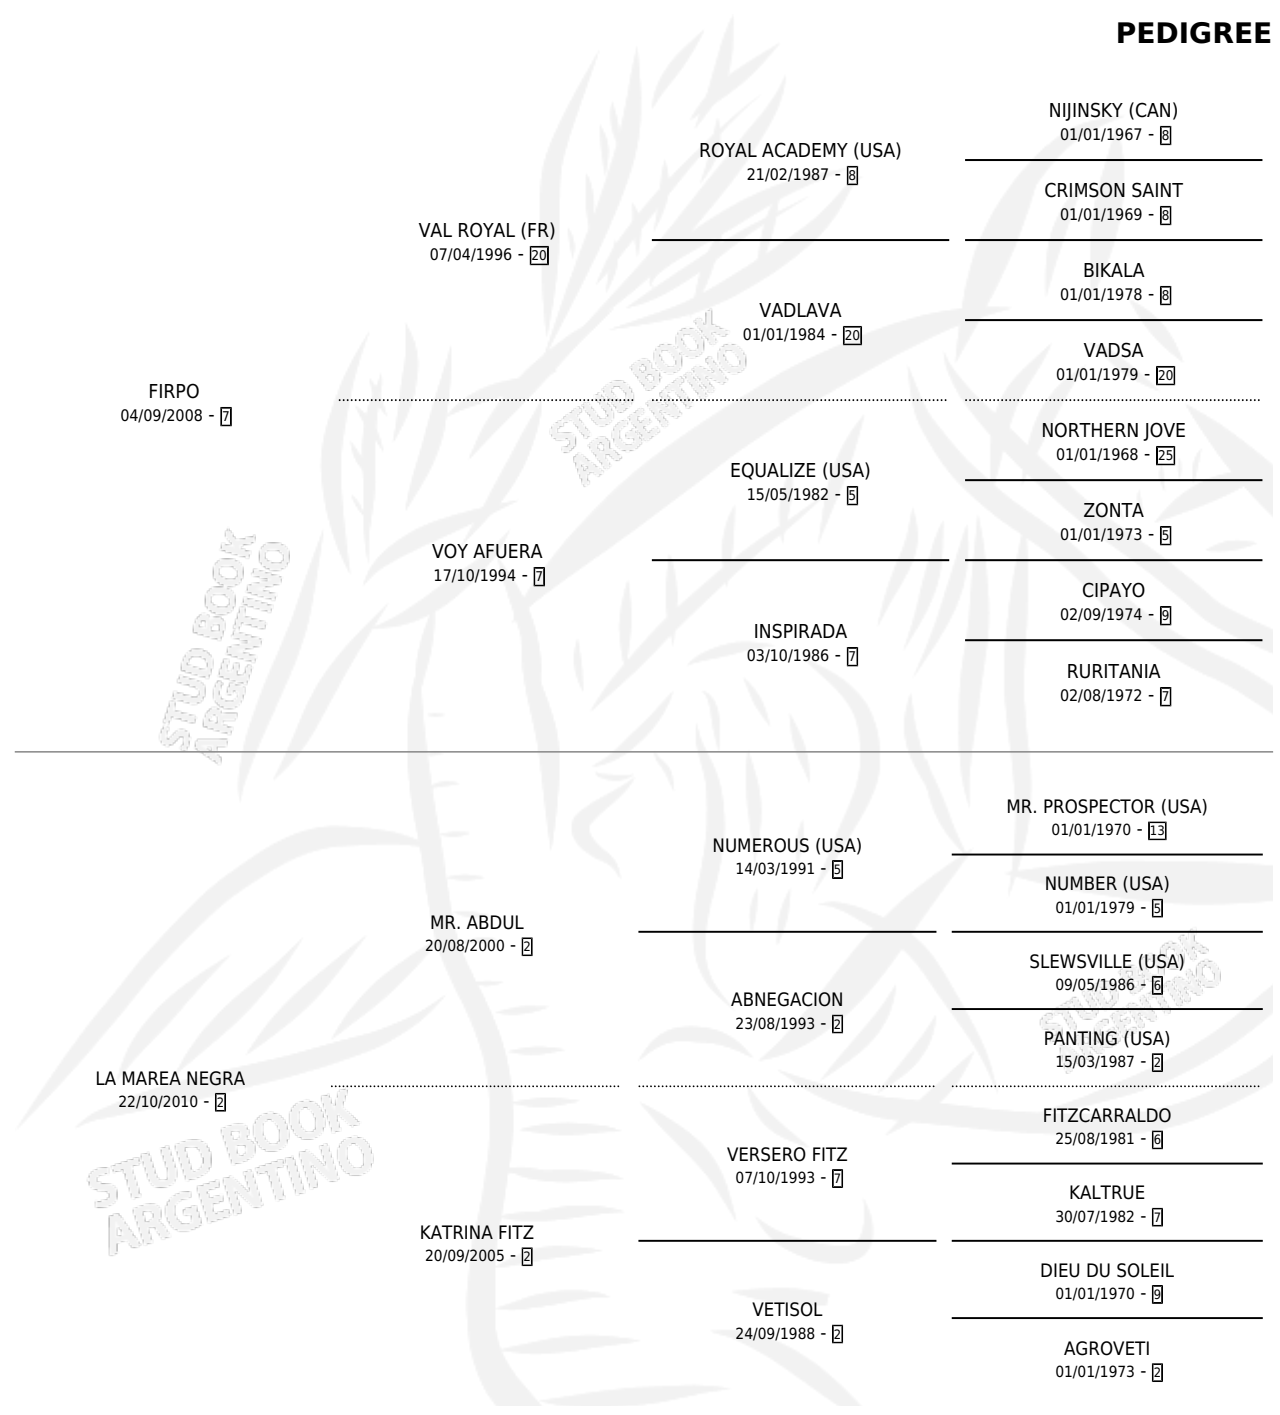 PEDIGREE
NIJINSKY (CAN)
01/01/1967 - 8
ROYAL ACADEMY (USA)
21/02/1987 - 8
CRIMSON SAINT
01/01/1969 - 8
VAL ROYAL (FR)
07/04/1996 - 20
BIKALA
01/01/1978 - 8
VADLAVA
01/01/1984 - 20
VADSA
01/01/1979 - 20
FIRPO
04/09/2008 - 7
NORTHERN JOVE
01/01/1968 - 25
EQUALIZE (USA)
15/05/1982 - 5
ZONTA
01/01/1973 - 5
VOY AFUERA
17/10/1994 - 7
CIPAYO
02/09/1974 - 9
INSPIRADA
03/10/1986 - 7
RURITANIA
02/08/1972 - 7
MR. PROSPECTOR (USA)
01/01/1970 - 13
NUMEROUS (USA)
14/03/1991 - 5
NUMBER (USA)
01/01/1979 - 5
MR. ABDUL
20/08/2000 - 2
SLEWSVILLE (USA)
09/05/1986 - 6
ABNEGACION
23/08/1993 - 2
PANTING (USA)
15/03/1987 - 2
LA MAREA NEGRA
22/10/2010 - 2
FITZCARRALDO
25/08/1981 - 6
VERSERO FITZ
07/10/1993 - 7
KALTRUE
30/07/1982 - 7
KATRINA FITZ
20/09/2005 - 2
DIEU DU SOLEIL
01/01/1970 - 9
VETISOL
24/09/1988 - 2
AGROVETI
01/01/1973 - 2
STUD BOOK
ARGENTINO
STUD BOOK
ARGENTINO
STUD BOOK
ARGENTINO
STUD BOOK
ARGENTINO